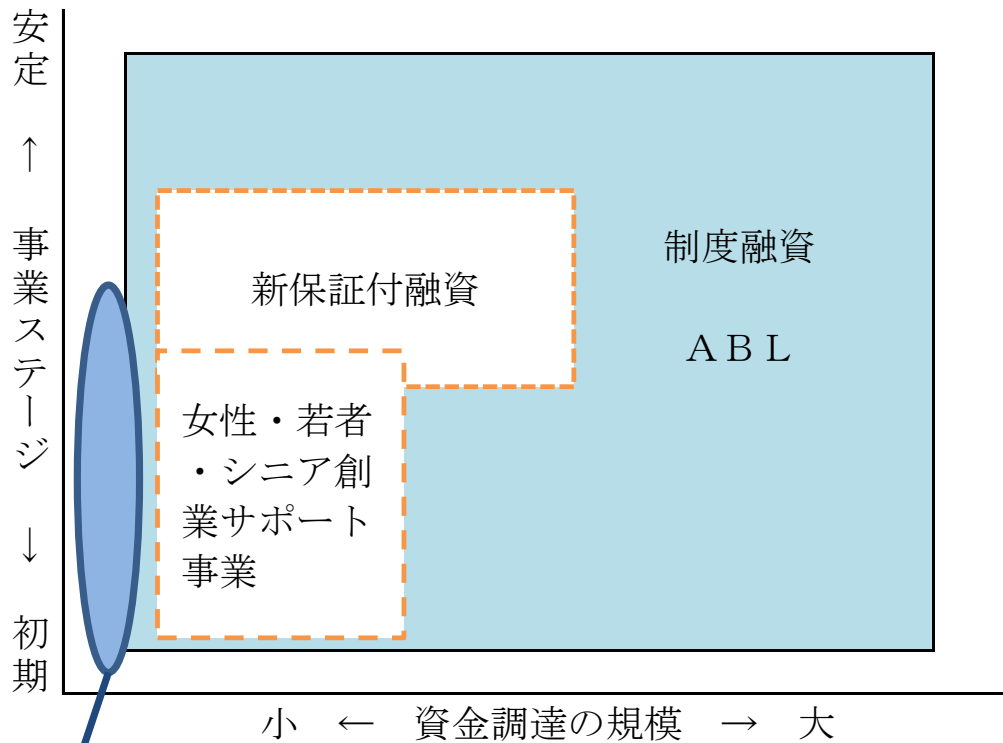 安定 ↑ 事業ステージ ↓ 初期
新保証付融資
制度融資
ＡＢＬ
女性・若者
・シニア創
業サポート
事業
小 ← 資金調達の規模 → 大